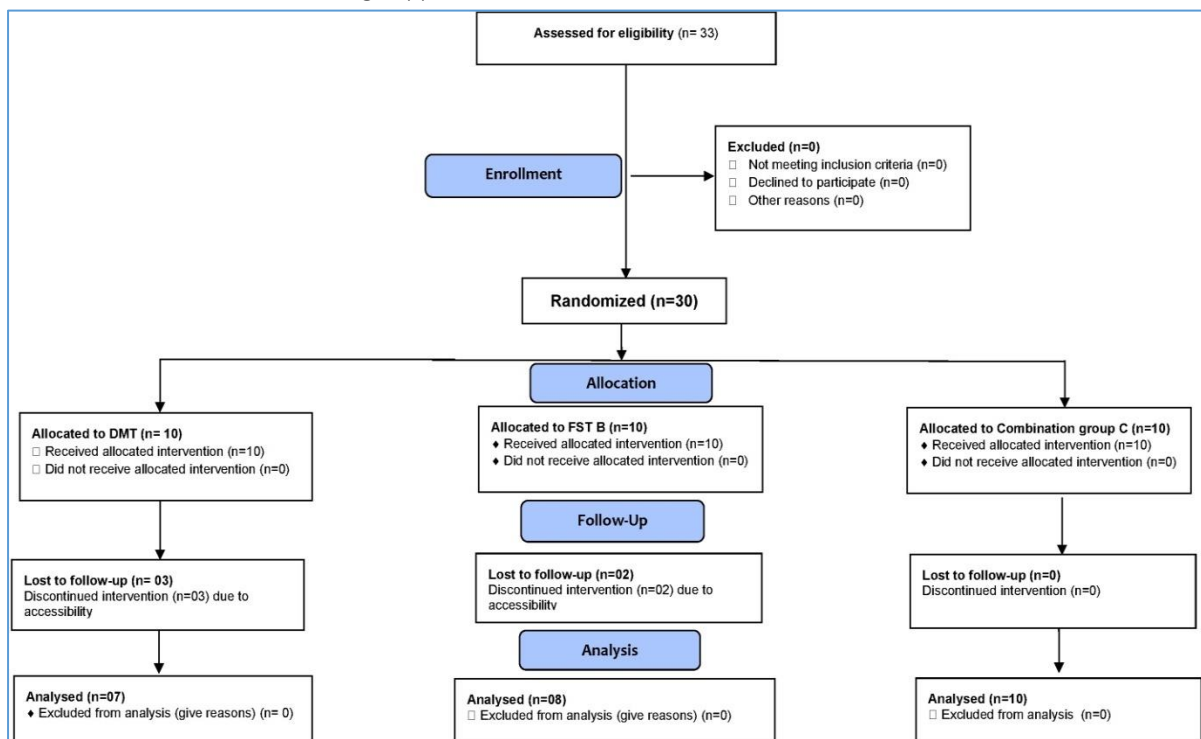 Assessed for eligibility (n= 33)
Enrollment
Excluded (n=0)
□ Not meeting inclusion criteria (n=0)
□ Declined to participate (n=0)
□ Other reasons (n=0)
Randomized (n=30)
Allocation
Allocated to DMT (n= 10)
□ Received allocated intervention (n=10)
□ Did not receive allocated intervention (n=0)
Allocated to FST B (n=10)
♦ Received allocated intervention (n=10)
♦ Did not receive allocated intervention (n=0)
Allocated to Combination group C (n=10)
♦ Received allocated intervention (n=10)
♦ Did not receive allocated intervention (n=0)
Follow-Up
Lost to follow-up (n= 03)
Discontinued intervention (n=03) due to
accessibility
Lost to follow-up (n=02)
Discontinued intervention (n=02) due to
accessibility
Lost to follow-up (n=0)
Discontinued intervention (n=0)
Analysis
Analysed (n=07)
♦ Excluded from analysis (give reasons) (n= 0)
Analysed (n=08)
□ Excluded from analysis (give reasons) (n=0)
Analysed (n=10)
□ Excluded from analysis (n=0)